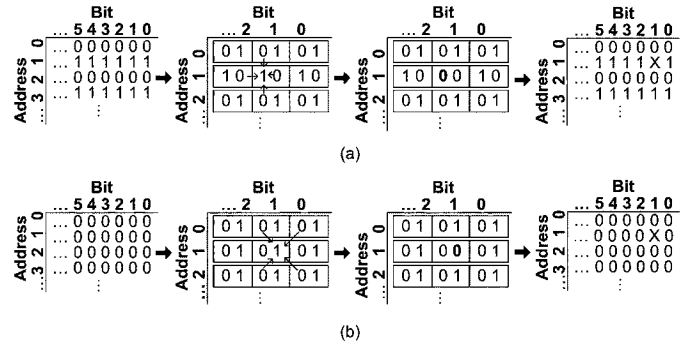 Bit
... 5 4 3 2 1 0
Address
0 ... 0 0 0 0 0 0
1 ... 1 1 1 1 1 1
2 ... 0 0 0 0 0 0
3 ... 1 1 1 1 1 1
Bit
... 2 1 0
Address
0 0 1 0 1 0 1
1 1 0 1 0 1 0
2 0 1 0 1 0 1
Bit
... 2 1 0
Address
0 0 1 0 1 0 1
1 1 0 0 0 1 0
2 0 1 0 1 0 1
Bit
... 5 4 3 2 1 0
Address
0 ... 0 0 0 0 0 0
1 ... 1 1 1 1 X 1
2 ... 0 0 0 0 0 0
3 ... 1 1 1 1 1 1
(a)
Bit
... 5 4 3 2 1 0
Address
0 ... 0 0 0 0 0 0
1 ... 0 0 0 0 0 0
2 ... 0 0 0 0 0 0
3 ... 0 0 0 0 0 0
Bit
... 2 1 0
Address
0 0 1 0 1 0 1
1 0 1 0 1 0 1
2 0 1 0 1 0 1
Bit
... 2 1 0
Address
0 0 1 0 1 0 1
1 0 1 0 0 0 1
2 0 1 0 1 0 1
Bit
... 5 4 3 2 1 0
Address
0 ... 0 0 0 0 0 0
1 ... 0 0 0 0 X 0
2 ... 0 0 0 0 0 0
3 ... 0 0 0 0 0 0
(b)